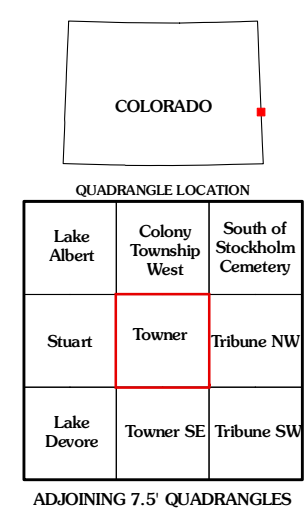 COLORADO
QUADRANGLE LOCATION
Lake
Albert
Colony
Township
West
South of
Stockholm
Cemetery
Stuart
Towner
Tribune NW
Lake
Devore
Towner SE
Tribune SW
ADJOINING 7.5' QUADRANGLES